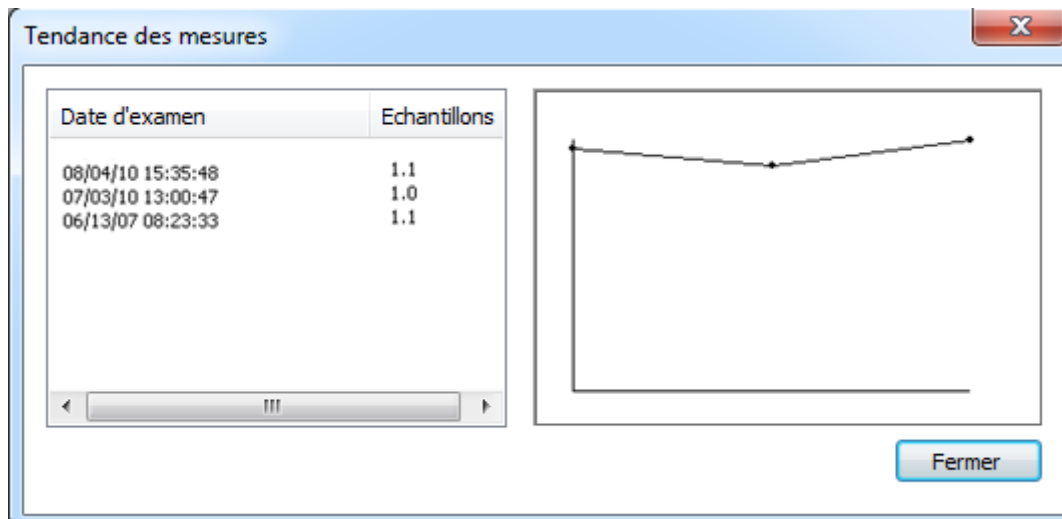 Tendance des mesures
Date d'examen Echantillons
08/04/10 15:35:48 1.1
07/03/10 13:00:47 1.0
06/13/07 08:23:33 1.1
Fermer